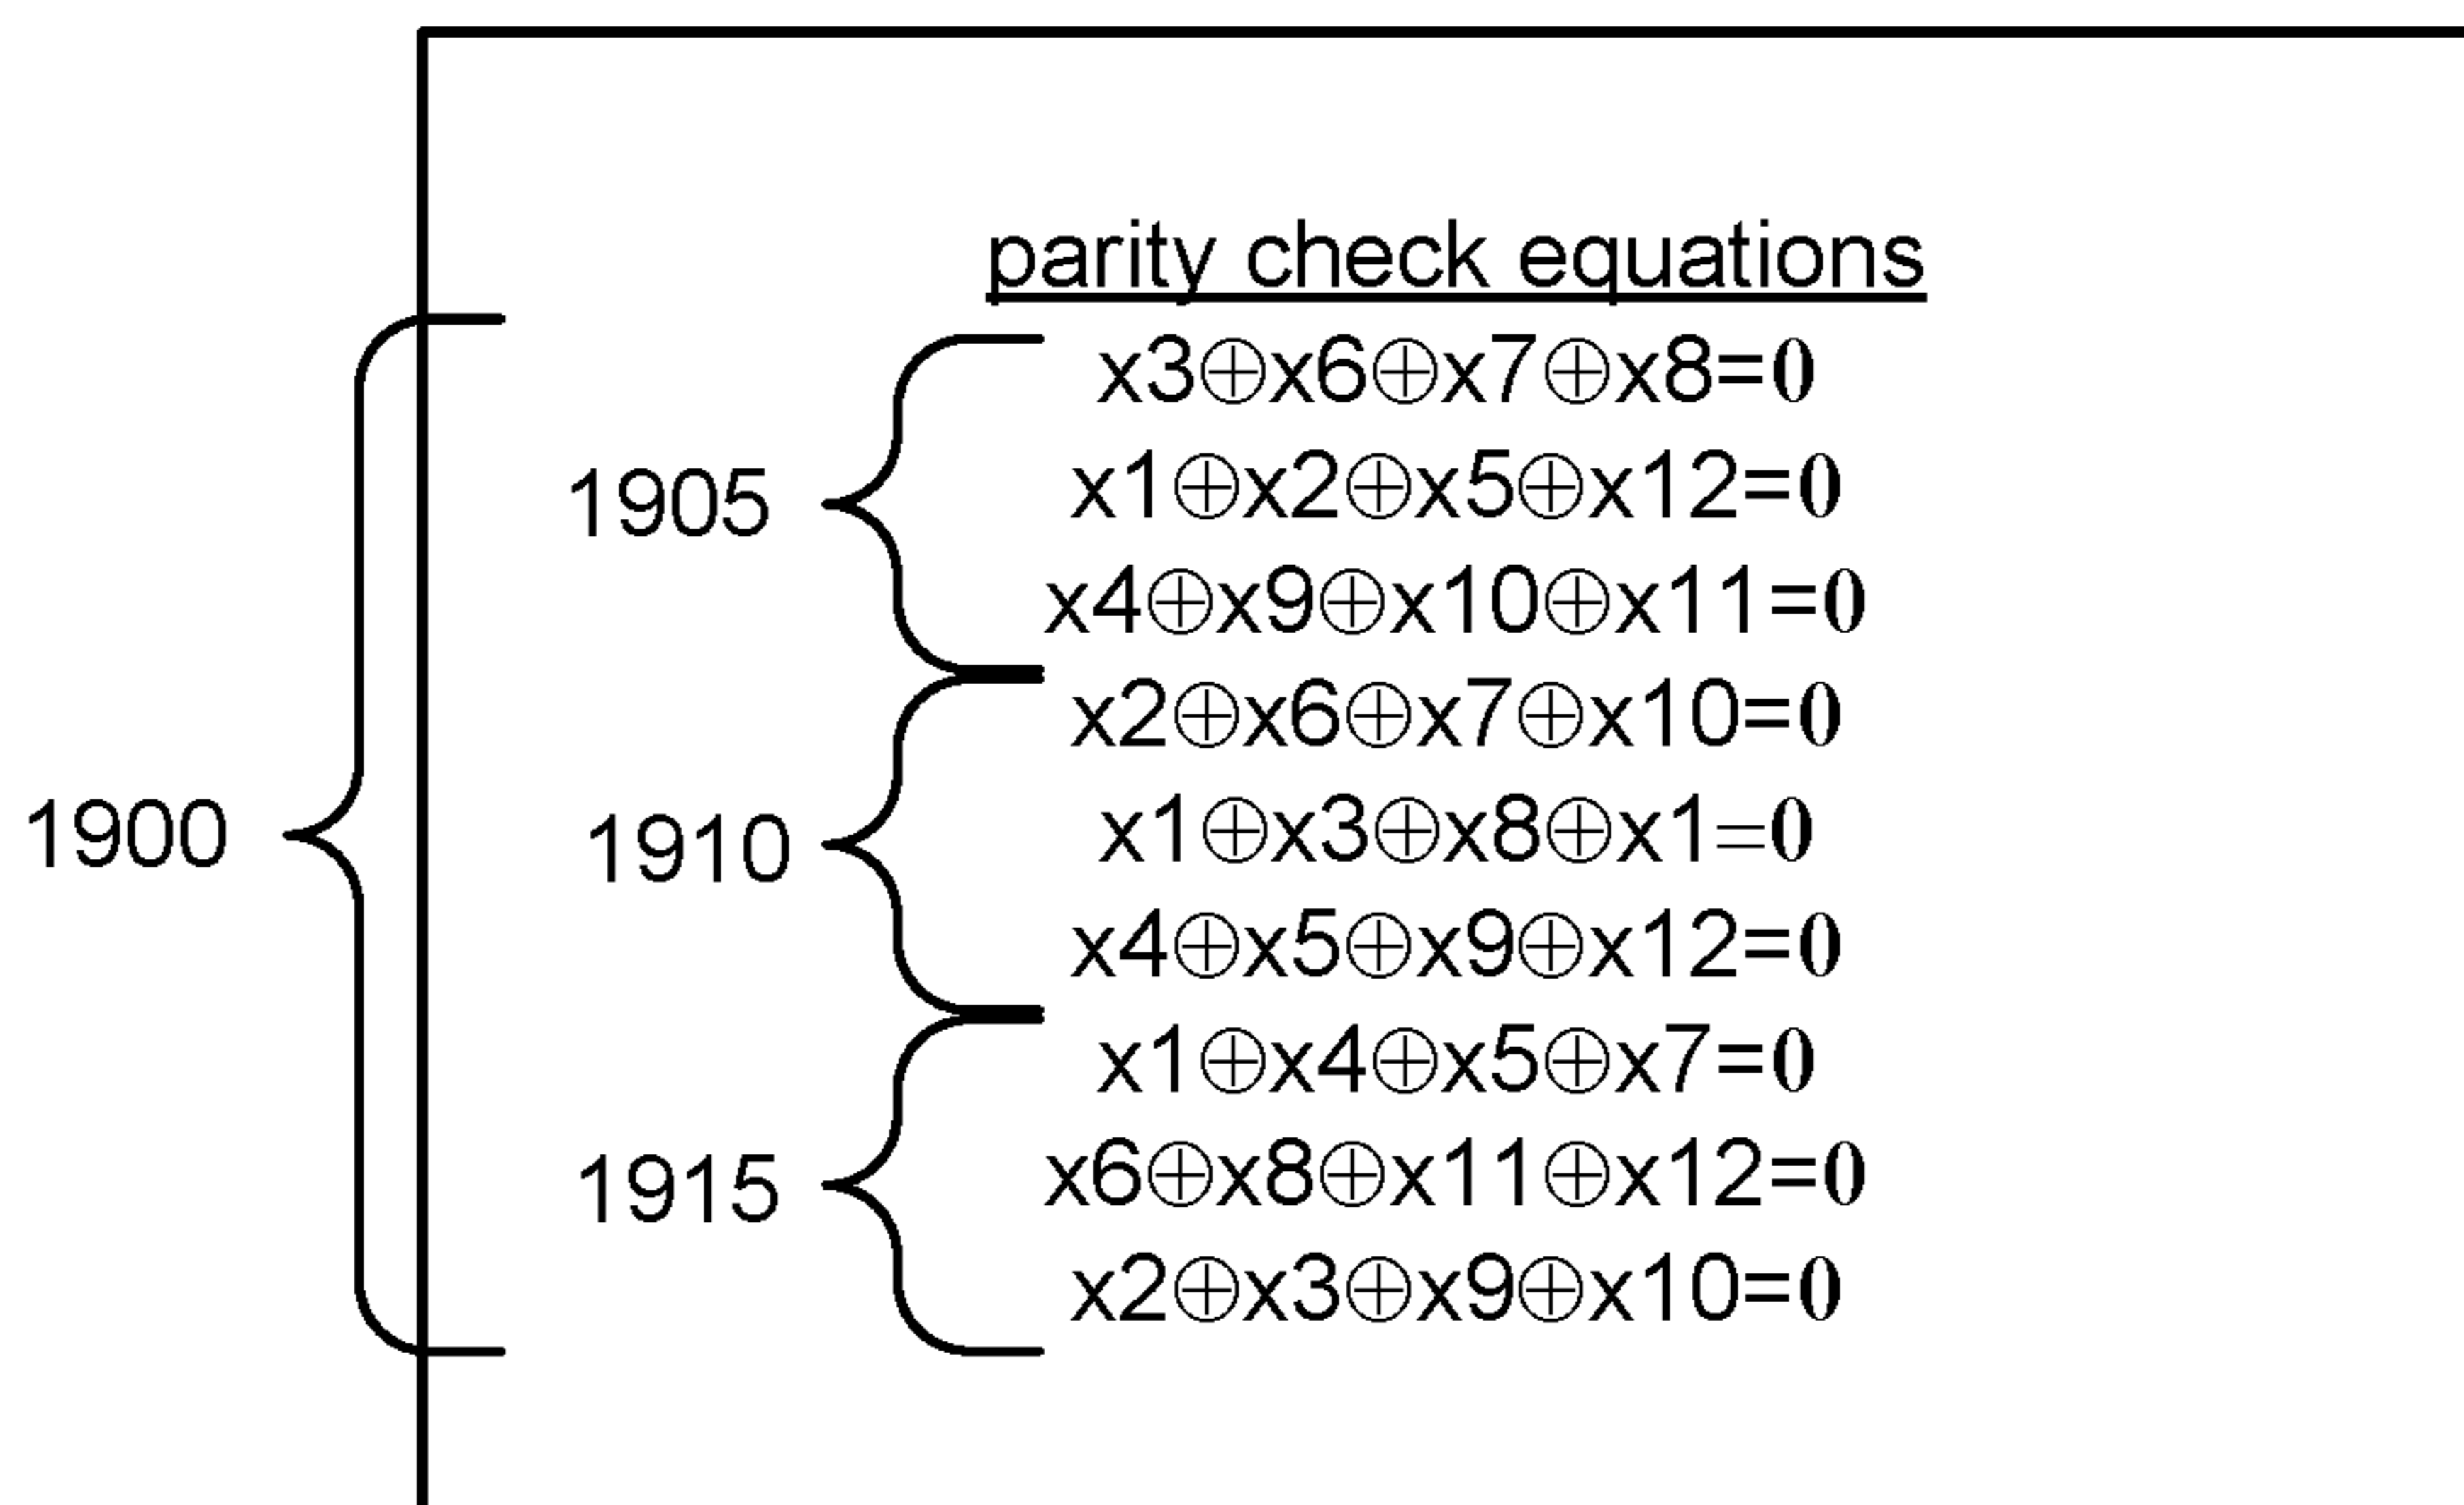 parity check equations
x3⊕x6⊕x7⊕x8=0
x1⊕x2⊕x5⊕x12=0
1905
x4⊕x9⊕x10⊕x11=0
x2⊕x6⊕x7⊕x10=0
1900
1910
x1⊕x3⊕x8⊕x1=0
x4⊕x5⊕x9⊕x12=0
x1⊕x4⊕x5⊕x7=0
1915
x6⊕x8⊕x11⊕x12=0
x2⊕x3⊕x9⊕x10=0